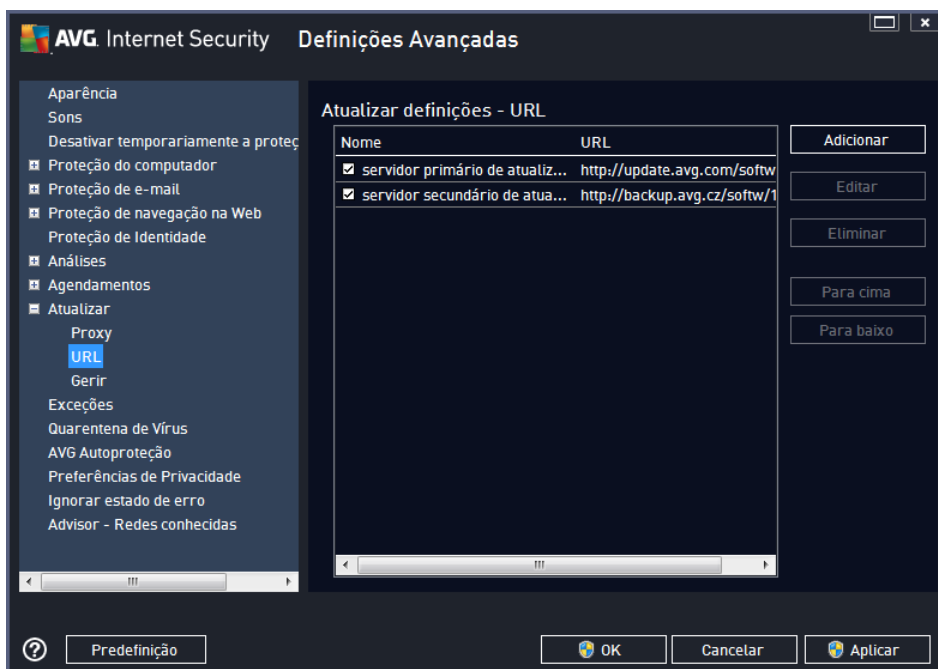 AVG. Internet Security Definições Avançadas
Aparência
Sons
Desativar temporariamente a proteç
Proteção do computador
Proteção de e-mail
Proteção de navegação na Web
Proteção de Identidade
Análises
Agendamentos
Atualizar
Proxy
URL
Gerir
Exceções
Quarentena de Vírus
AVG Autoproteção
Preferências de Privacidade
Ignorar estado de erro
Advisor - Redes conhecidas
Atualizar definições - URL
Nome URL
servidor primário de atualiz... http://update.avg.com/softw
servidor secundário de atua... http://backup.avg.cz/softw/1
Adicionar
Editar
Eliminar
Para cima
Para baixo
Predefinição
OK
Cancelar
Aplicar